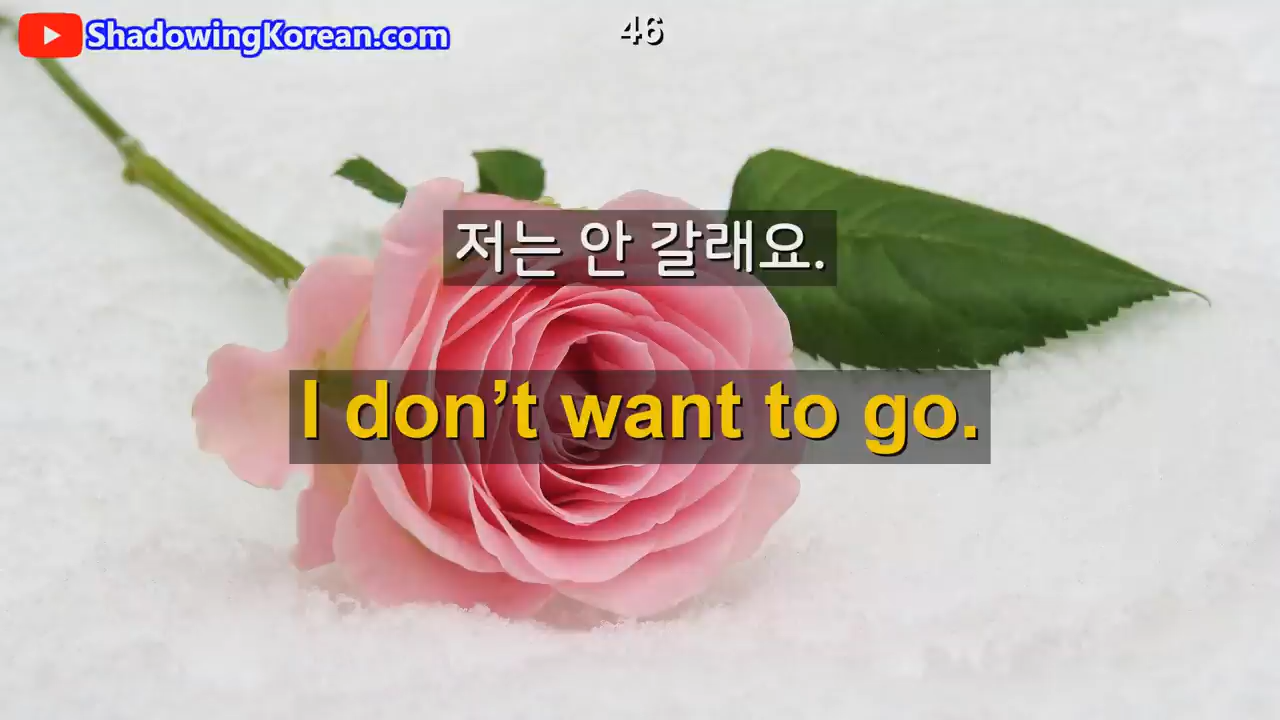 ShadowingKorean.com
46
저는 안 갈래요.
I don’t want to go.